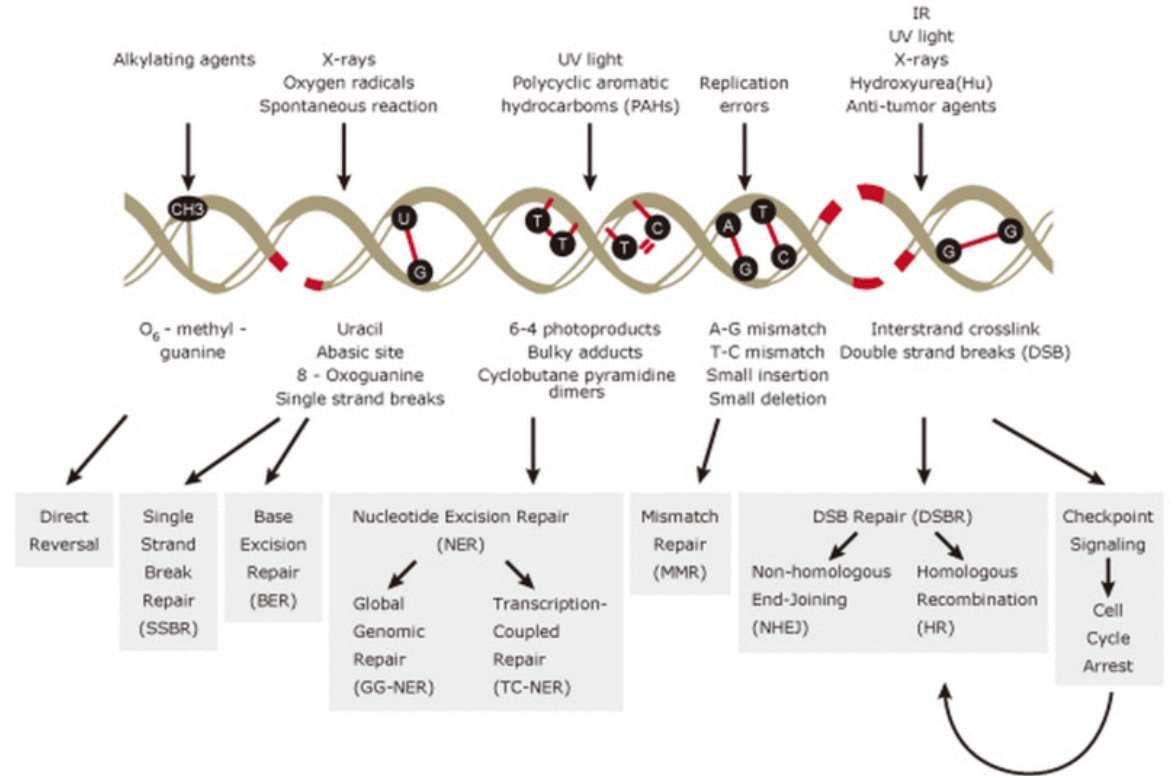 Alkylating agents
X-rays
Oxygen radicals
Spontaneous reaction
UV light
Polycyclic aromatic
hydrocarboms (PAHs)
Replication
errors
IR
UV light
X-rays
Hydroxyurea(Hu)
Anti-tumor agents
CH3
U
G
T
T
T
C
A
G
T
C
G
G
O6 - methyl -
guanine
Uracil
Abasic site
8 - Oxoguanine
Single strand breaks
6-4 photoproducts
Bulky adducts
Cyclobutane pyramidine
dimers
A-G mismatch
T-C mismatch
Small insertion
Small deletion
Interstrand crosslink
Double strand breaks (DSB)
Direct
Reversal
Single
Strand
Break
Repair
(SSBR)
Base
Excision
Repair
(BER)
Nucleotide Excision Repair
(NER)
Global
Genomic
Repair
(GG-NER)
Transcription-
Coupled
Repair
(TC-NER)
Mismatch
Repair
(MMR)
DSB Repair (DSBR)
Non-homologous
End-Joining
(NHEJ)
Homologous
Recombination
(HR)
Checkpoint
Signaling
Cell
Cycle
Arrest